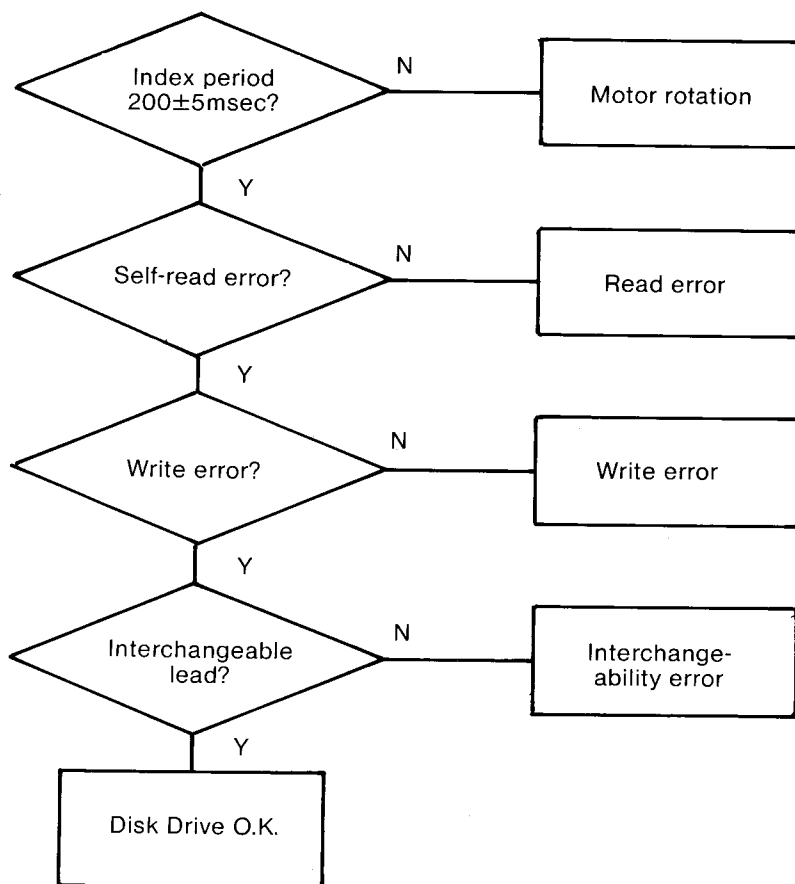 Index period
200±5msec?
N
Motor rotation
Y
Self-read error?
N
Read error
Y
Write error?
N
Write error
Y
Interchangeable
lead?
N
Interchange-
ability error
Y
Disk Drive O.K.